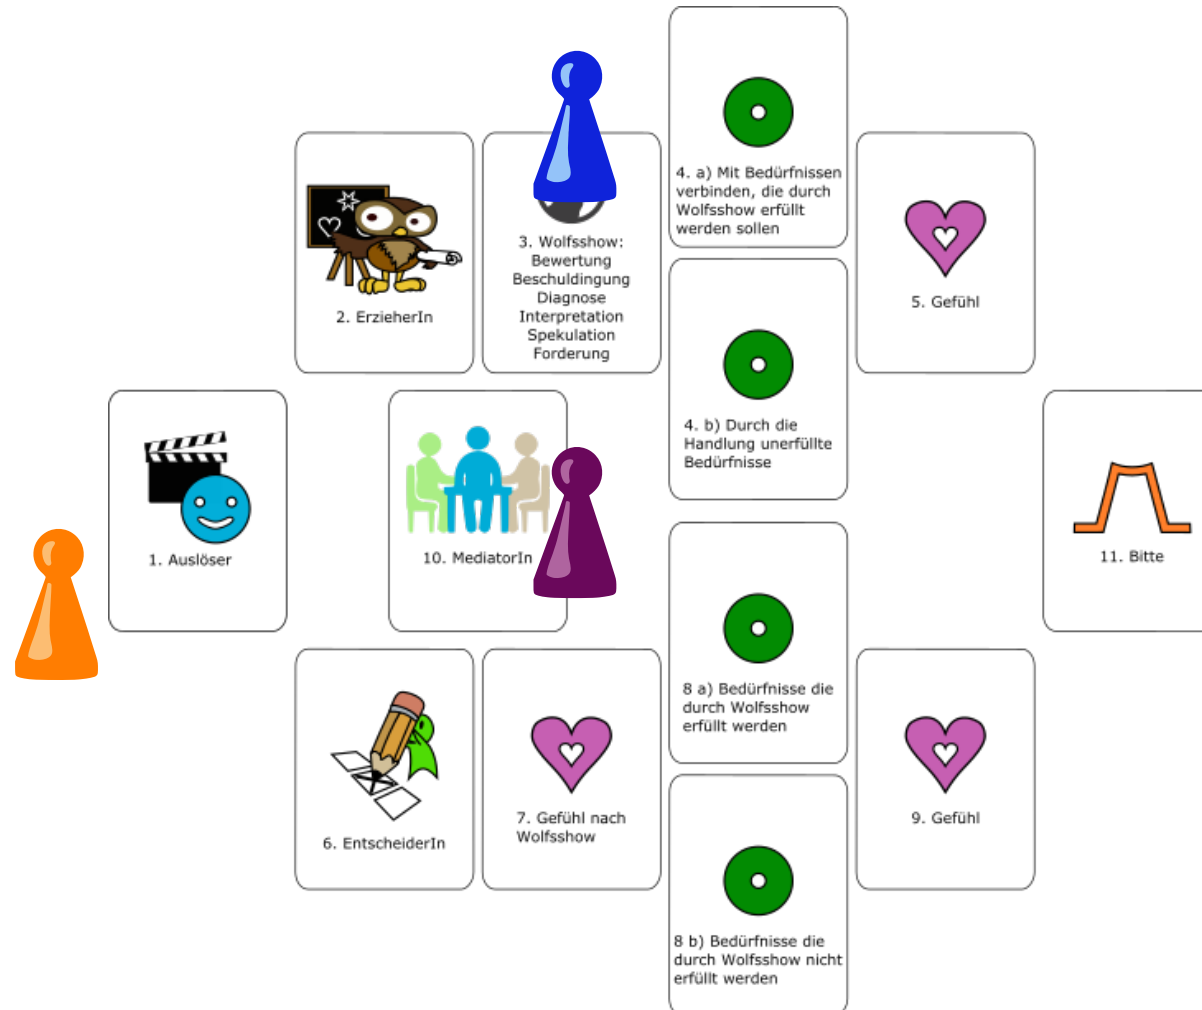 1. Auslöser
2. ErzieherIn
3. Wolfsshow:
Bewertung
Beschuldingung
Diagnose
Interpretation
Spekulation
Forderung
4. a) Mit Bedürfnissen
verbinden, die durch
Wolfsshow erfüllt
werden sollen
4. b) Durch die
Handlung unerfüllte
Bedürfnisse
5. Gefühl
6. EntscheiderIn
7. Gefühl nach
Wolfsshow
8 a) Bedürfnisse die
durch Wolfsshow
erfüllt werden
8 b) Bedürfnisse die
durch Wolfsshow nicht
erfüllt werden
9. Gefühl
10. MediatorIn
11. Bitte